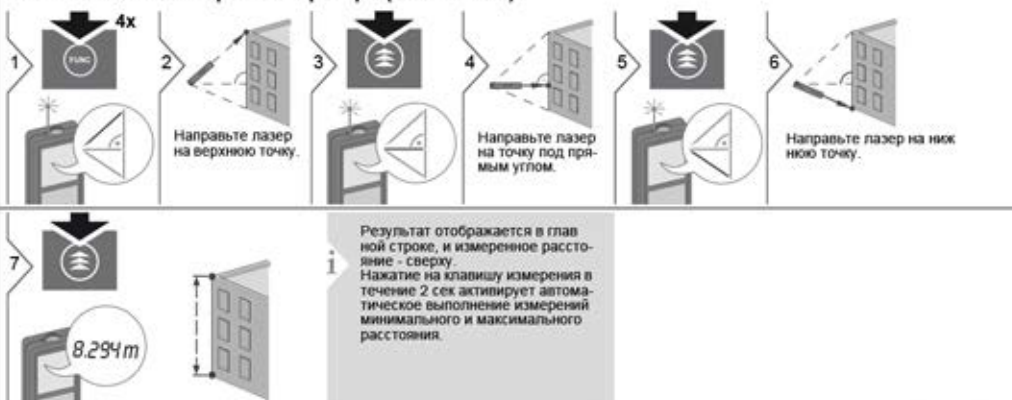 1
FUNC
4x
2
Направьте лазер
на верхнюю точку.
3
4
Направьте лазер
на точку под пря-
мым углом.
5
6
Направьте лазер на ниж
нюю точку.
7
8.294 m
i
Результат отображается в глав
ной строке, и измеренное рассто-
яние - сверху.
Нажатие на клавишу измерения в
течение 2 сек активирует автома-
тическое выполнение измерений
минимального и максимального
расстояния.